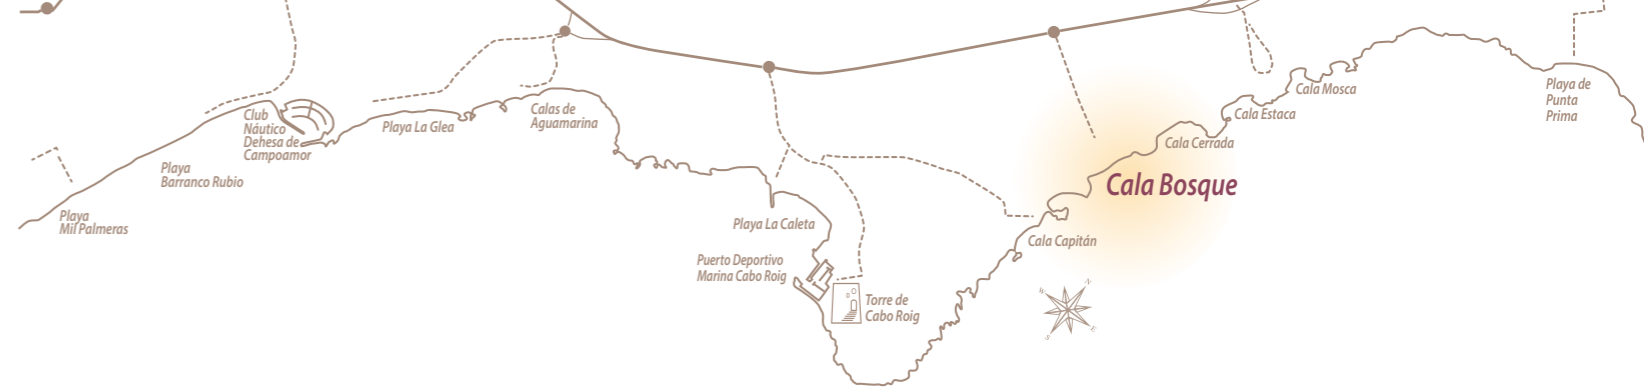 Playa
Mil Palmeras
Playa
Barranco Rubio
Club
Náutico
Dehesa de
Campoamor
Playa La Glea
Calas de
Aguamarina
Playa La Caleta
Puerto Deportivo
Marina Cabo Roig
Torre de
Cabo Roig
Cala Capitán
Cala Bosque
Cala Cerrada
Cala Estaca
Cala Mosca
Playa de
Punta
Prima
W
N
S
E